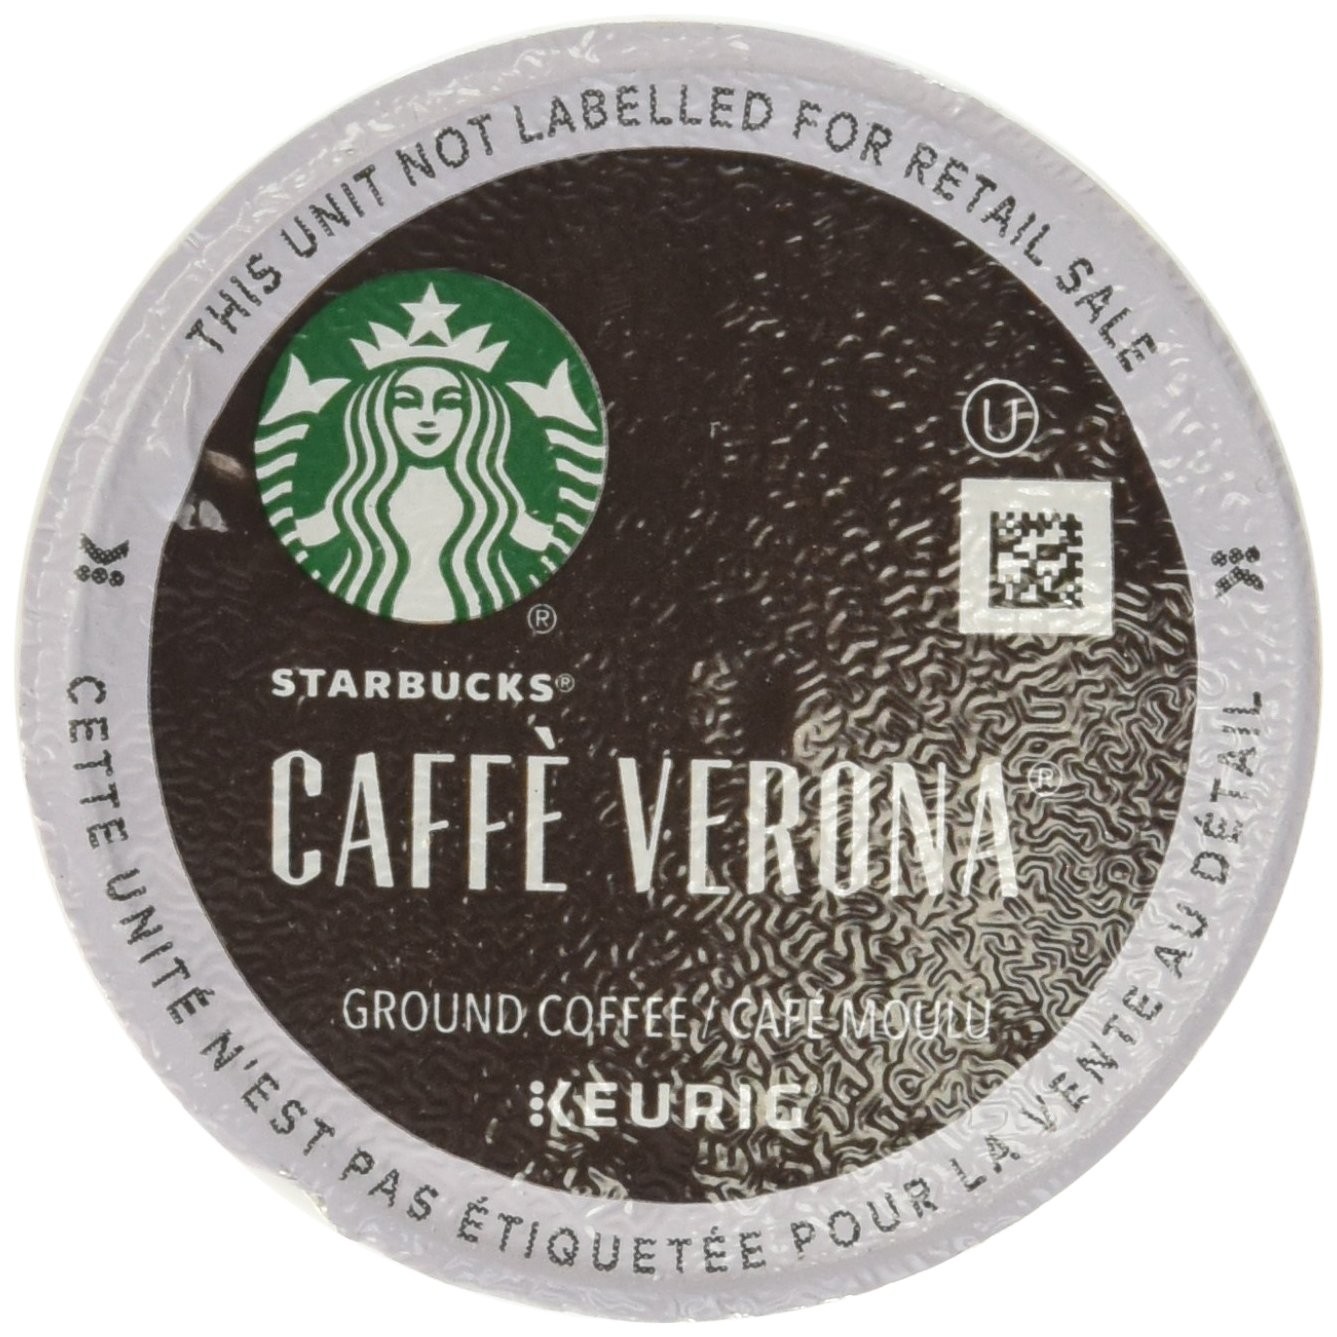 THIS UNIT NOT LABELLED FOR RETAIL SALE
U
®
STARBUCKS®
CAFFÈ VERONA®
GROUND COFFEE / CAFÉ MOULU
KEURIG®
CETTE UNITÉ N'EST PAS ÉTIQUETÉE POUR LA VENTE AU DÉTAIL